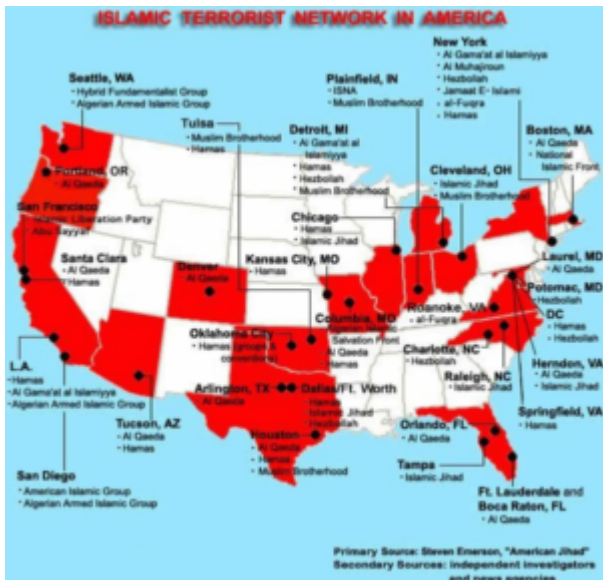 ISLAMIC TERRORIST NETWORK IN AMERICA
New York
• Al Gama'at al Islamiyya
• Al Muhajiroun
• Hezbollah
• Jamaat E- Islami
• al-Fuqra
• Hamas
Seattle, WA
• Hybrid Fundamentalist Group
• Algerian Armed Islamic Group
Plainfield, IN
• ISNA
• Muslim Brotherhood
Tulsa
• Muslim Brotherhood
• Hamas
Detroit, MI
• Al Gama'at al
Islamiyya
• Hamas
• Hezbollah
• Muslim Brotherhood
Boston, MA
• Al Qaeda
• National
Islamic Front
Portland, OR
• Al Qaeda
Cleveland, OH
• Islamic Jihad
• Muslim Brotherhood
San Francisco
• Islamic Liberation Party
• Abu Sayyaf
Chicago
• Hamas
• Islamic Jihad
Santa Clara
• Al Qaeda
• Hamas
Denver
• Al Qaeda
Kansas City, MO
• Hamas
Laurel, MD
• Al Qaeda
Potomac, MD
• Hezbollah
DC
• Hamas
• Hezbollah
Roanoke, VA
• al-Fuqra
Columbia, MO
Algerian Islamic
Salvation Front
Al Qaeda
Hamas
Oklahoma City
• Hamas (groups &
conventions)
Charlotte, NC
• Hezbollah
Raleigh, NC
• Islamic Jihad
Herndon, VA
• Al Qaeda
• Islamic Jihad
L.A.
• Hamas
• Al Gama'at al Islamiyya
• Algerian Armed Islamic Group
Arlington, TX
• Al Qaeda
Dallas/Ft. Worth
• Hamas
• Islamic Jihad
• Hezbollah
Springfield, VA
• Hamas
Tucson, AZ
• Al Qaeda
• Hamas
Orlando, FL
• Al Qaeda
Houston
• Al Qaeda
• Hamas
• Muslim Brotherhood
Tampa
• Islamic Jihad
San Diego
• American Islamic Group
• Algerian Armed Islamic Group
Ft. Lauderdale and
Boca Raton, FL
• Al Qaeda
Primary Source: Steven Emerson, "American Jihad"
Secondary Sources: independent investigators
and news agencies